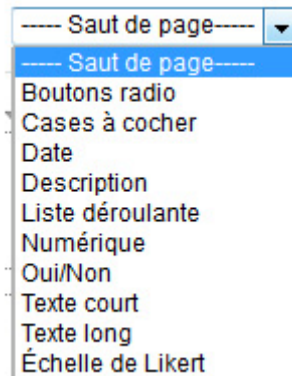 ----- Saut de page-----
----- Saut de page-----
Boutons radio
Cases à cocher
Date
Description
Liste déroulante
Numérique
Oui/Non
Texte court
Texte long
Échelle de Likert